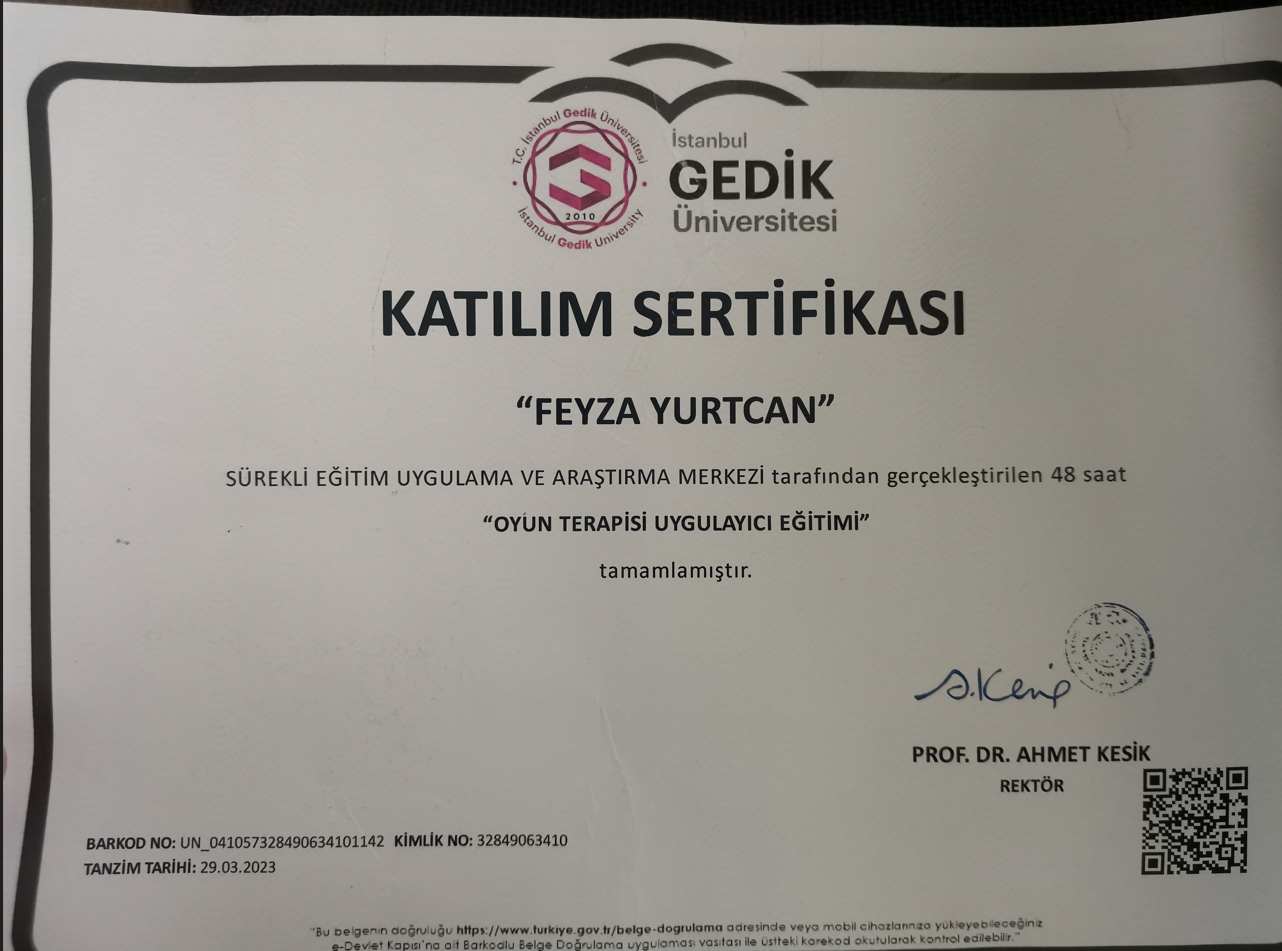 T.C. İstanbul Gedik Üniversitesi
2010
İstanbul Gedik University
İstanbul
GEDİK
Üniversitesi
KATILIM SERTİFİKASI
“FEYZA YURTCAN”
SÜREKLİ EĞİTİM UYGULAMA VE ARAŞTIRMA MERKEZİ tarafından gerçekleştirilen 48 saat
“OYUN TERAPİSİ UYGULAYICI EĞİTİMİ”
tamamlamıştır.
A.Kesik
PROF. DR. AHMET KESİK
REKTÖR
BARKOD NO: UN_041057328490634101142 KİMLİK NO: 32849063410
TANZİM TARİHİ: 29.03.2023
"Bu belgenin doğruluğu https://www.turkiye.gov.tr/belge-dogrulama adresinde veya mobil cihazlarınıza yükleyebileceğiniz
e-Devlet Kapısı'na ait Barkodlu Belge Doğrulama uygulaması vasıtası ile üstteki karekod okutularak kontrol edilebilir."